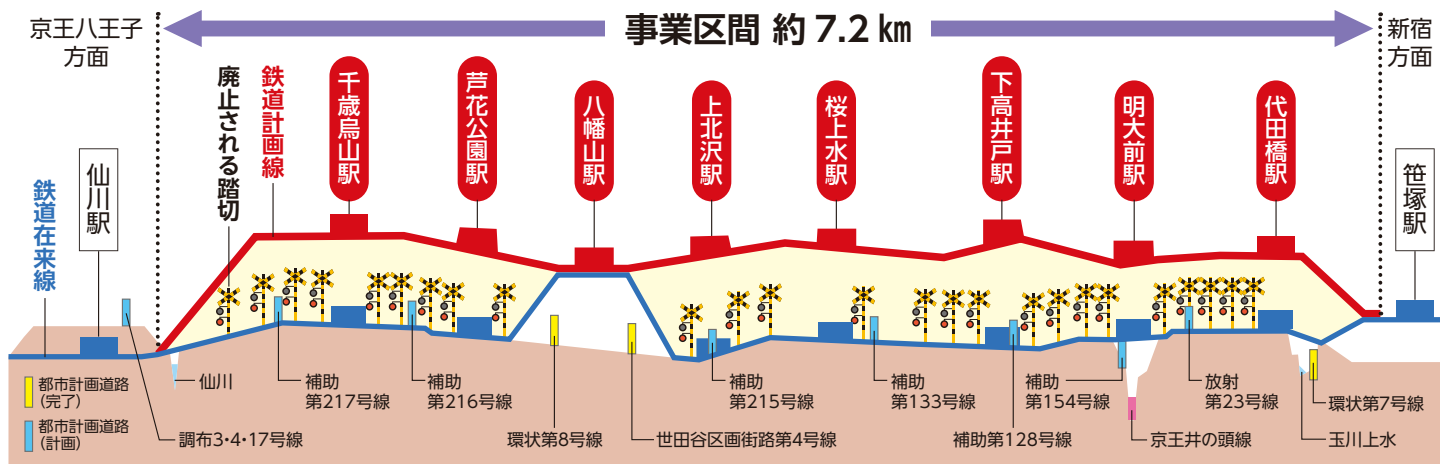 京王八王子
方面
事業区間 約7.2㎞
新宿
方面
鉄道在来線
仙川駅
廃止される踏切
鉄道計画線
千歳烏山駅
芦花公園駅
八幡山駅
上北沢駅
桜上水駅
下高井戸駅
明大前駅
代田橋駅
笹塚駅
都市計画道路
(完了)
都市計画道路
(計画)
調布3・4・17号線
仙川
補助
第217号線
補助
第216号線
環状第8号線
世田谷区画街路第4号線
補助
第215号線
補助
第133号線
補助第128号線
補助
第154号線
京王井の頭線
放射
第23号線
玉川上水
環状第7号線